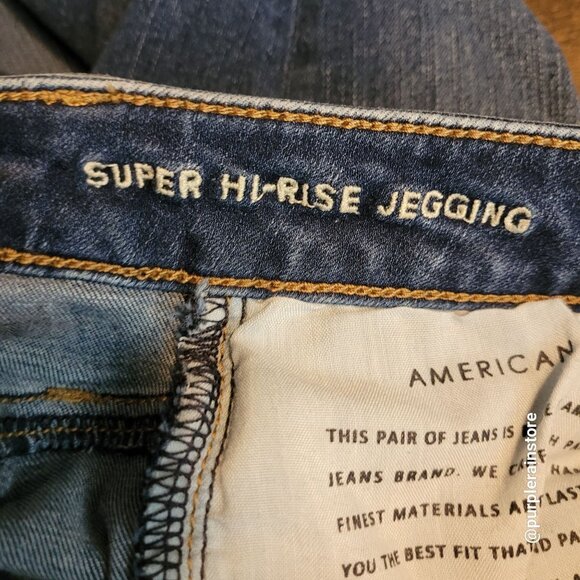 SUPER HI-RISE JEGGING
AMERICAN
THIS PAIR OF JEANS IS
JEANS BRAND. WE
FINEST MATERIALS
YOU THE BEST FIT
@purplerainstore